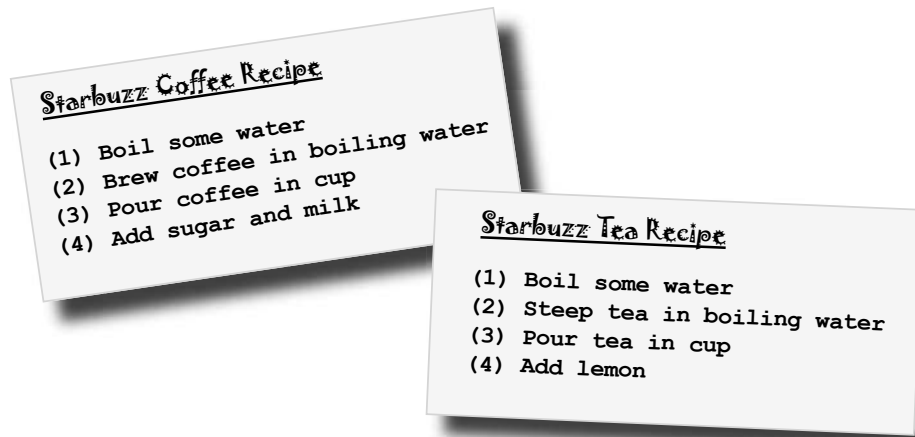 Starbuzz Coffee Recipe
(1) Boil some water
(2) Brew coffee in boiling water
(3) Pour coffee in cup
(4) Add sugar and milk
Starbuzz Tea Recipe
(1) Boil some water
(2) Steep tea in boiling water
(3) Pour tea in cup
(4) Add lemon